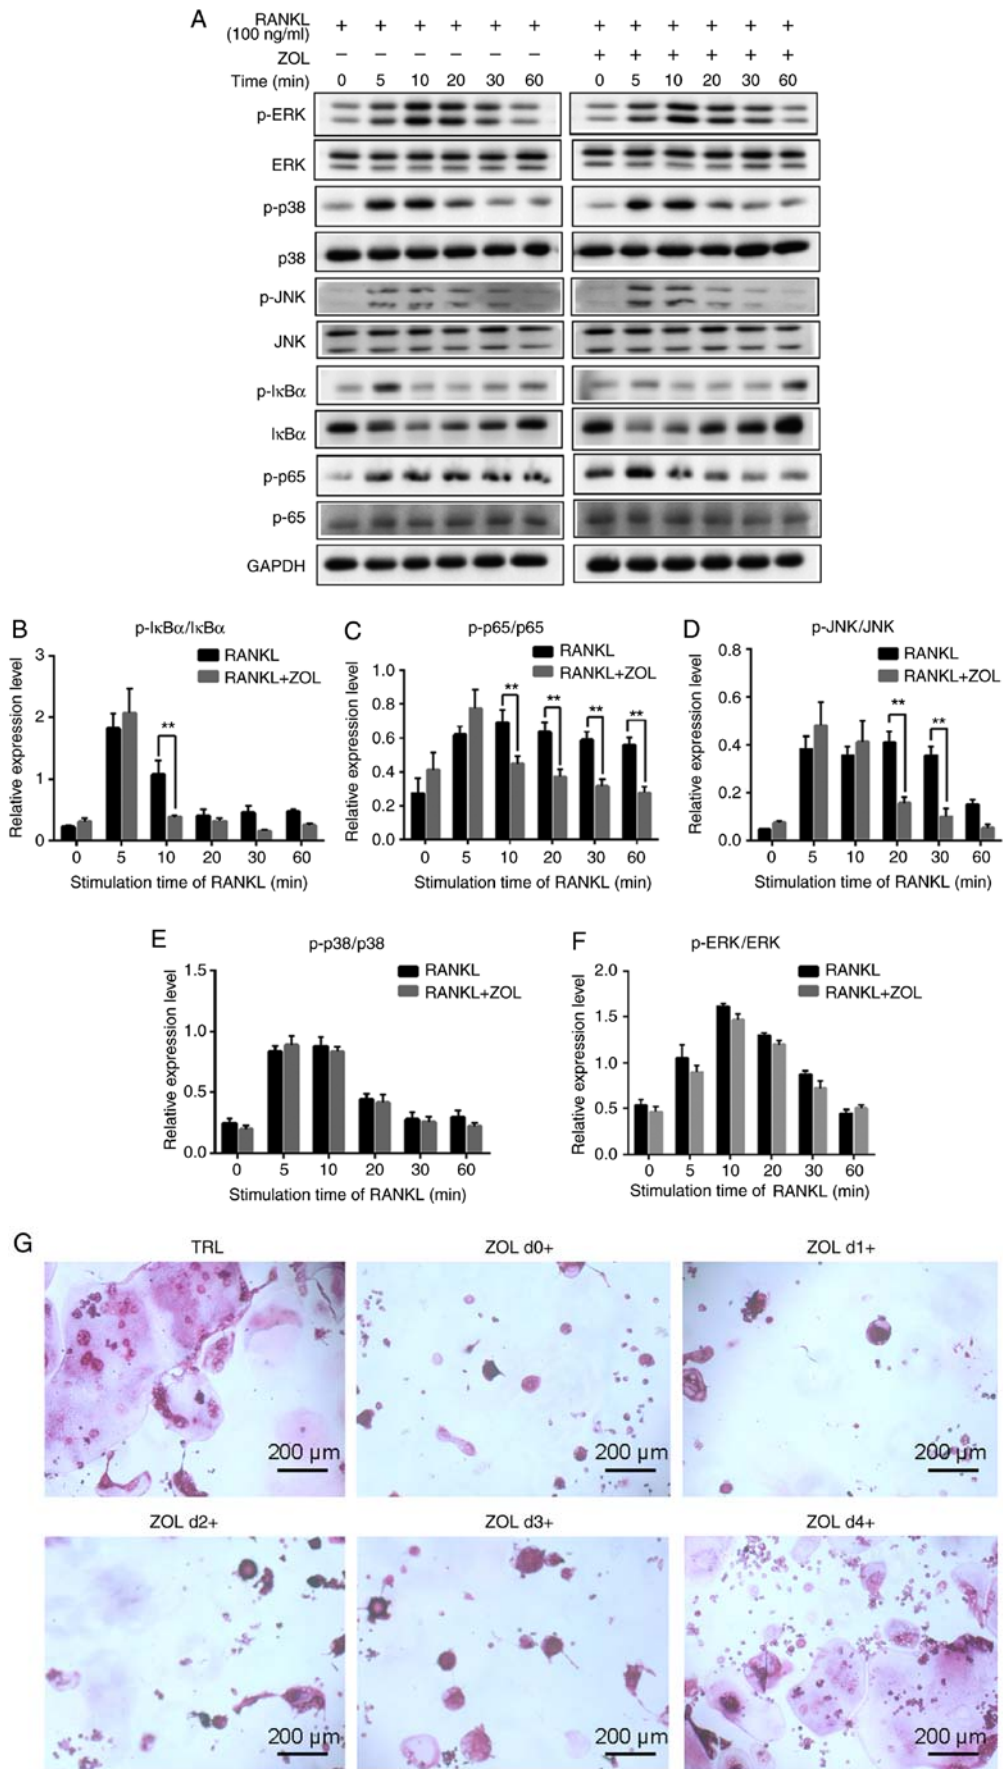 A
RANKL + + + + + + + + + + + +
(100 ng/ml)
ZOL − − − − − − + + + + + +
Time (min) 0 5 10 20 30 60 0 5 10 20 30 60
p-ERK
ERK
p-p38
p38
p-JNK
JNK
p-IκBα
IκBα
p-p65
p-65
GAPDH
B
p-IκBα/IκBα
RANKL
RANKL+ZOL
Relative expression level
3
2
1
0
**
0 5 10 20 30 60
Stimulation time of RANKL (min)
C
p-p65/p65
RANKL
RANKL+ZOL
Relative expression level
1.0
0.8
0.6
0.4
0.2
0.0
** ** ** **
0 5 10 20 30 60
Stimulation time of RANKL (min)
D
p-JNK/JNK
RANKL
RANKL+ZOL
Relative expression level
0.8
0.6
0.4
0.2
0.0
** **
0 5 10 20 30 60
Stimulation time of RANKL (min)
E
p-p38/p38
RANKL
RANKL+ZOL
Relative expression level
1.5
1.0
0.5
0.0
0 5 10 20 30 60
Stimulation time of RANKL (min)
F
p-ERK/ERK
RANKL
RANKL+ZOL
Relative expression level
2.0
1.5
1.0
0.5
0.0
0 5 10 20 30 60
Stimulation time of RANKL (min)
G
TRL ZOL d0+ ZOL d1+
200 µm 200 µm 200 µm
ZOL d2+ ZOL d3+ ZOL d4+
200 µm 200 µm 200 µm